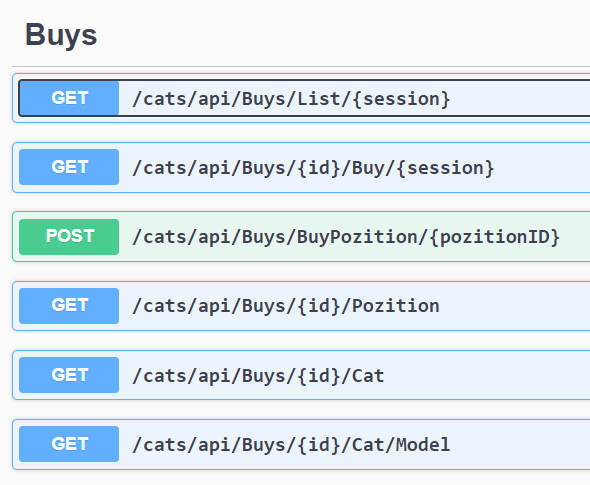 Buys
GET /cats/api/Buys/List/{session}
GET /cats/api/Buys/{id}/Buy/{session}
POST /cats/api/Buys/BuyPozition/{pozitionID}
GET /cats/api/Buys/{id}/Pozition
GET /cats/api/Buys/{id}/Cat
GET /cats/api/Buys/{id}/Cat/Model